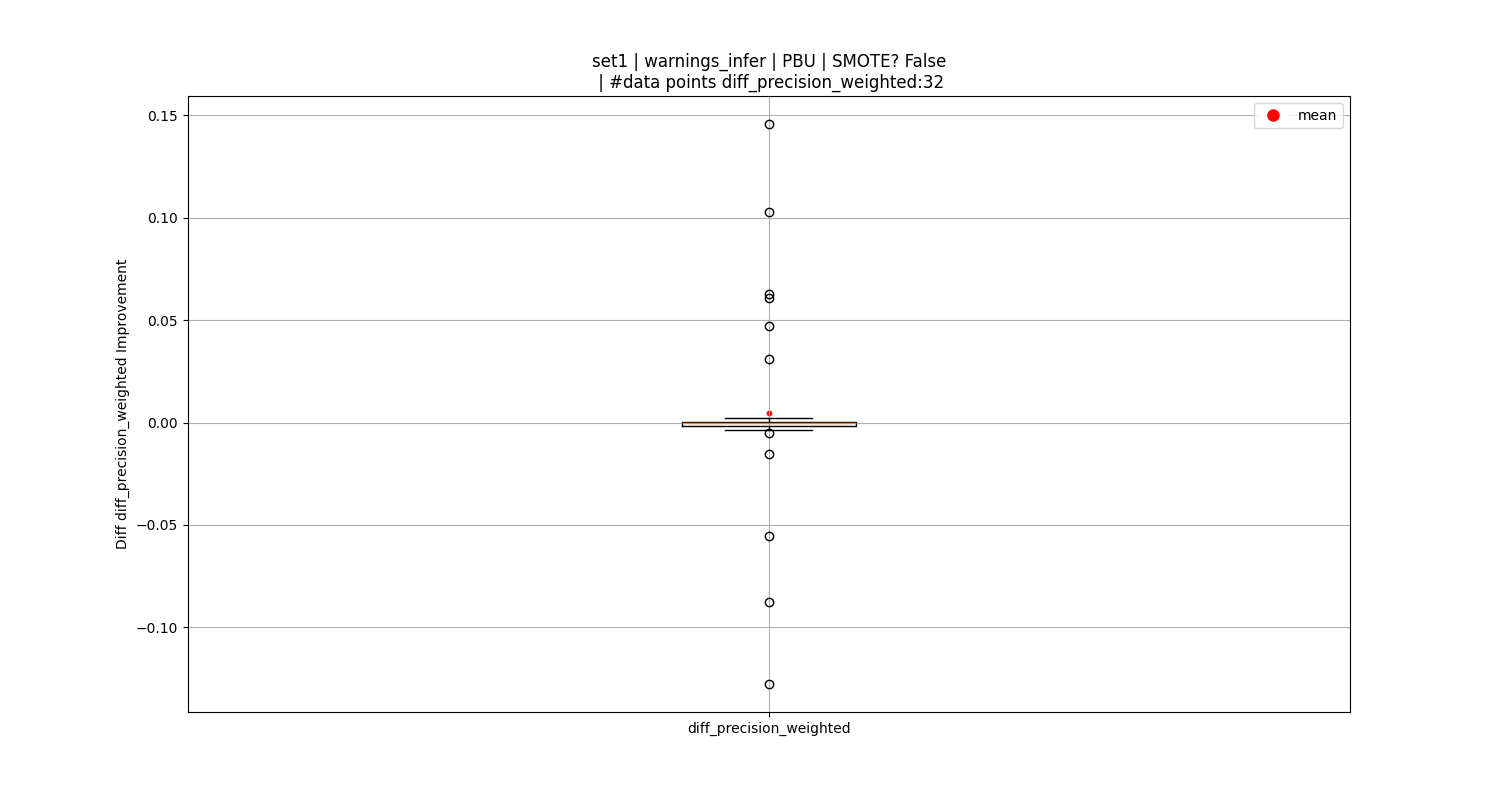 set1 | warnings_infer | PBU | SMOTE? False
| #data points diff_precision_weighted:32
mean
0.15
0.10
0.05
0.00
−0.05
−0.10
Diff diff_precision_weighted Improvement
diff_precision_weighted